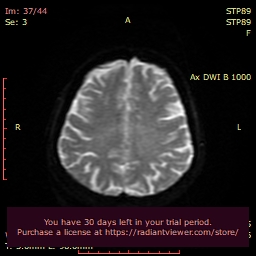 Im: 37/44
Se: 3
A
STP89
STP89
F
Ax DWI B 1000
R
L
You have 30 days left in your trial period.
Purchase a license at https://radiantviewer.com/store/